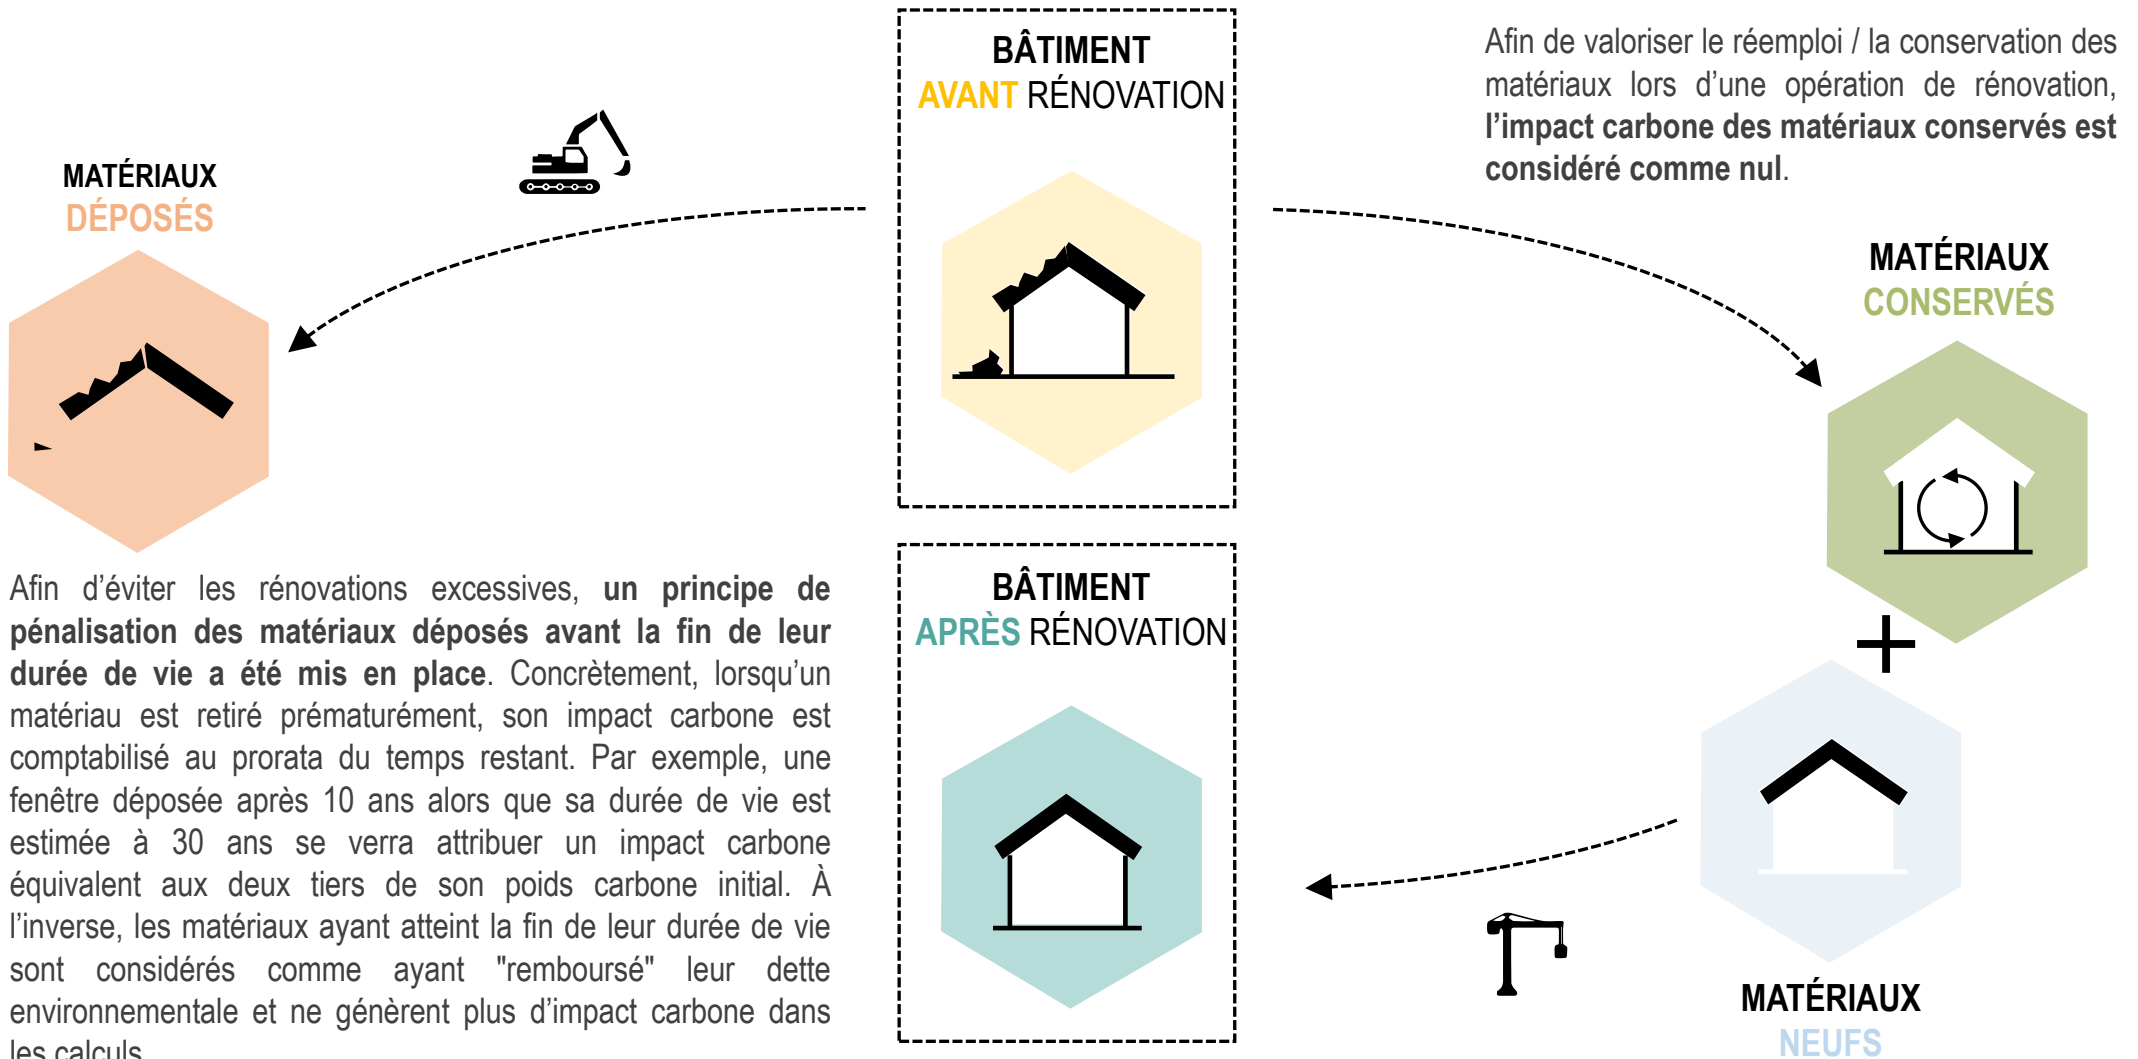 BÂTIMENT
AVANT RÉNOVATION
Afin de valoriser le réemploi / la conservation des
matériaux lors d’une opération de rénovation,
l’impact carbone des matériaux conservés est
considéré comme nul.
MATÉRIAUX
DÉPOSÉS
MATÉRIAUX
CONSERVÉS
Afin d’éviter les rénovations excessives, un principe de
pénalisation des matériaux déposés avant la fin de leur
durée de vie a été mis en place. Concrètement, lorsqu’un
matériau est retiré prématurément, son impact carbone est
comptabilisé au prorata du temps restant. Par exemple, une
fenêtre déposée après 10 ans alors que sa durée de vie est
estimée à 30 ans se verra attribuer un impact carbone
équivalent aux deux tiers de son poids carbone initial. À
l’inverse, les matériaux ayant atteint la fin de leur durée de vie
sont considérés comme ayant "remboursé" leur dette
environnementale et ne génèrent plus d’impact carbone dans
les calculs.
BÂTIMENT
APRÈS RÉNOVATION
+
MATÉRIAUX
NEUFS